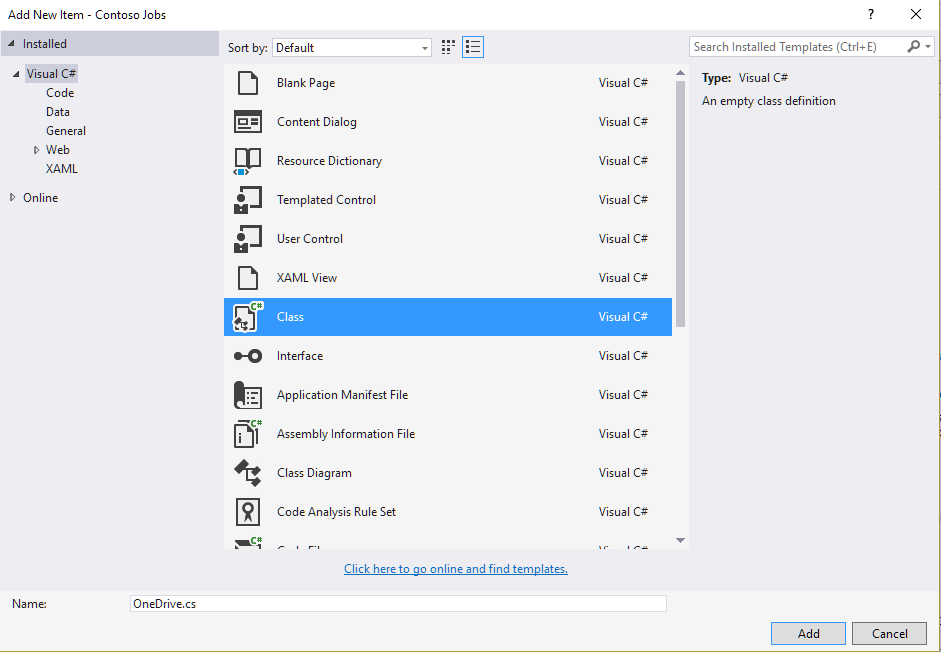 Add New Item - Contoso Jobs
?
Installed
Sort by: Default
Search Installed Templates (Ctrl+E)
Visual C#
Code
Data
General
Web
XAML
Online
Blank Page Visual C#
Content Dialog Visual C#
Resource Dictionary Visual C#
Templated Control Visual C#
User Control Visual C#
XAML View Visual C#
C#
Class Visual C#
Interface Visual C#
Application Manifest File Visual C#
C#
Assembly Information File Visual C#
Class Diagram Visual C#
Code Analysis Rule Set Visual C#
C#
Type: Visual C#
An empty class definition
Click here to go online and find templates.
Name: OneDrive.cs
Add Cancel